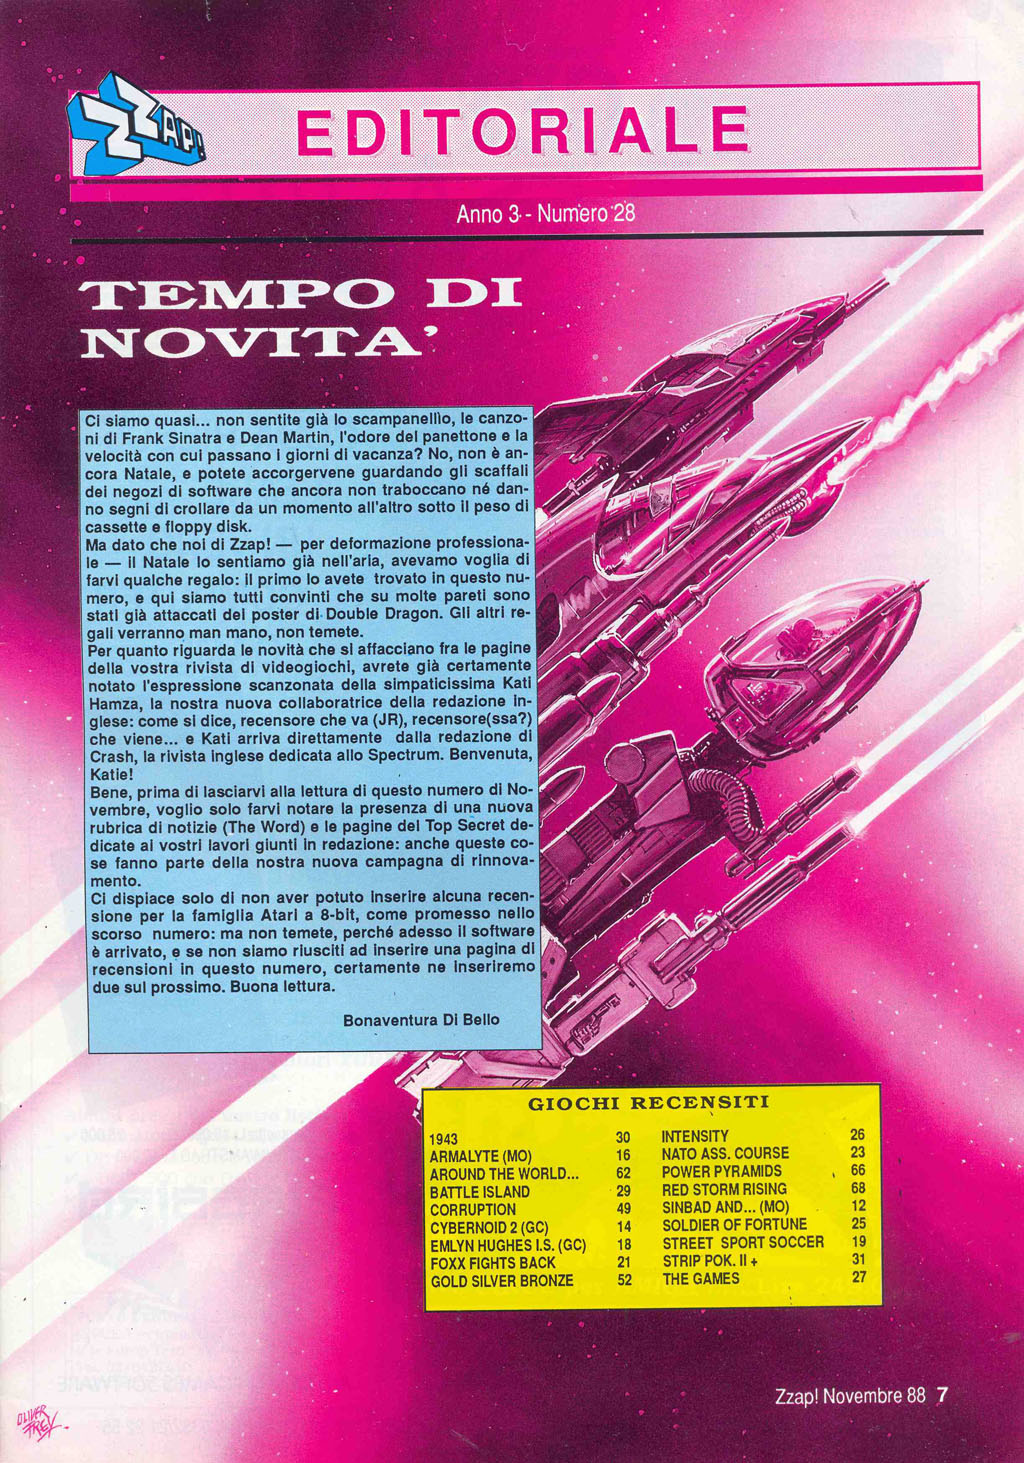 ZZAP!
EDITORIALE
Anno 3 - Numero 28
TEMPO DI
NOVITA'
Ci siamo quasi... non sentite già lo scampanellìo, le canzo-
ni di Frank Sinatra e Dean Martin, l'odore del panettone e la
velocità con cui passano i giorni di vacanza? No, non è an-
cora Natale, e potete accorgervene guardando gli scaffali
dei negozi di software che ancora non traboccano né dan-
no segni di crollare da un momento all'altro sotto il peso di
cassette e floppy disk.
Ma dato che noi di Zzap! — per deformazione professiona-
le — il Natale lo sentiamo già nell'aria, avevamo voglia di
farvi qualche regalo: il primo lo avete trovato in questo nu-
mero, e qui siamo tutti convinti che su molte pareti sono
stati già attaccati dei poster di Double Dragon. Gli altri re-
gali verranno man mano, non temete.
Per quanto riguarda le novità che si affacciano fra le pagine
della vostra rivista di videogiochi, avrete già certamente
notato l'espressione scanzonata della simpaticissima Kati
Hamza, la nostra nuova collaboratrice della redazione in-
glese: come si dice, recensore che va (JR), recensore(ssa?)
che viene... e Kati arriva direttamente dalla redazione di
Crash, la rivista inglese dedicata allo Spectrum. Benvenuta,
Katie!
Bene, prima di lasciarvi alla lettura di questo numero di No-
vembre, voglio solo farvi notare la presenza di una nuova
rubrica di notizie (The Word) e le pagine del Top Secret de-
dicate ai vostri lavori giunti in redazione: anche queste co-
se fanno parte della nostra nuova campagna di rinnova-
mento.
Ci dispiace solo di non aver potuto inserire alcuna recen-
sione per la famiglia Atari a 8-bit, come promesso nello
scorso numero: ma non temete, perché adesso il software
è arrivato, e se non siamo riusciti ad inserire una pagina di
recensioni in questo numero, certamente ne inseriremo
due sul prossimo. Buona lettura.
Bonaventura Di Bello
GIOCHI RECENSITI
1943 30
ARMALYTE (MO) 16
AROUND THE WORLD... 62
BATTLE ISLAND 29
CORRUPTION 49
CYBERNOID 2 (GC) 14
EMLYN HUGHES I.S. (GC) 18
FOXX FIGHTS BACK 21
GOLD SILVER BRONZE 52
INTENSITY 26
NATO ASS. COURSE 23
POWER PYRAMIDS 66
RED STORM RISING 68
SINBAD AND... (MO) 12
SOLDIER OF FORTUNE 25
STREET SPORT SOCCER 19
STRIP POK. II + 31
THE GAMES 27
Zzap! Novembre 88 7
OLIVER
FREY